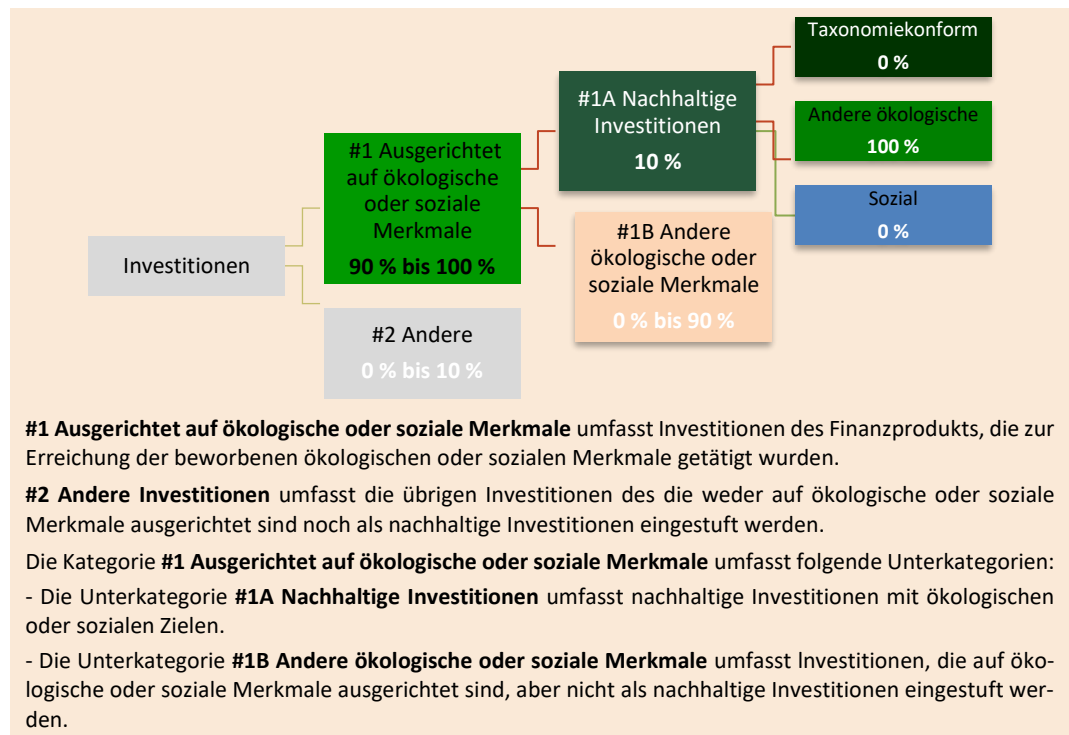 Taxonomiekonform
0 %
#1A Nachhaltige
Investitionen
10 %
Andere ökologische
100 %
#1 Ausgerichtet
auf ökologische
oder soziale
Merkmale
90 % bis 100 %
Sozial
0 %
#1B Andere
ökologische oder
soziale Merkmale
0 % bis 90 %
Investitionen
#2 Andere
0 % bis 10 %
#1 Ausgerichtet auf ökologische oder soziale Merkmale umfasst Investitionen des Finanzprodukts, die zur
Erreichung der beworbenen ökologischen oder sozialen Merkmale getätigt wurden.
#2 Andere Investitionen umfasst die übrigen Investitionen des die weder auf ökologische oder soziale
Merkmale ausgerichtet sind noch als nachhaltige Investitionen eingestuft werden.
Die Kategorie #1 Ausgerichtet auf ökologische oder soziale Merkmale umfasst folgende Unterkategorien:
- Die Unterkategorie #1A Nachhaltige Investitionen umfasst nachhaltige Investitionen mit ökologischen
oder sozialen Zielen.
- Die Unterkategorie #1B Andere ökologische oder soziale Merkmale umfasst lnvestitionen, die auf öko-
logische oder soziale Merkmale ausgerichtet sind, aber nicht als nachhaltige Investitionen eingestuft wer-
den.